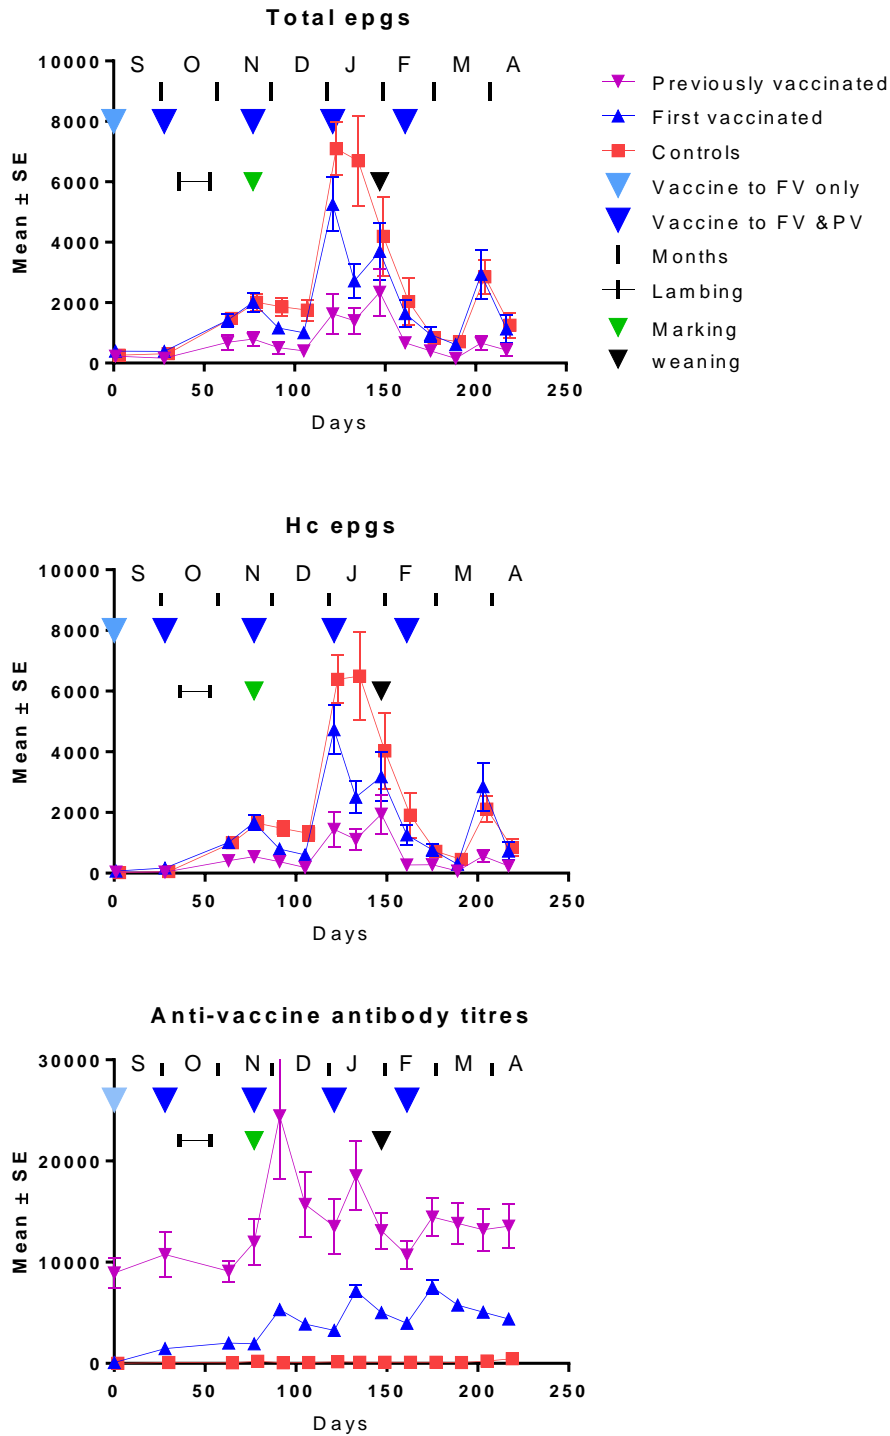 Total epgs
S O N D J F M A
10000
8000
6000
4000
2000
0
Mean ± SE
0 50 100 150 200 250
Days
Previously vaccinated
First vaccinated
Controls
Vaccine to FV only
Vaccine to FV &PV
Months
Lambing
Marking
weaning
Hc epgs
S O N D J F M A
10000
8000
6000
4000
2000
0
Mean ± SE
0 50 100 150 200 250
Days
Anti-vaccine antibody titres
S O N D J F M A
30000
20000
10000
0
Mean ± SE
0 50 100 150 200 250
Days